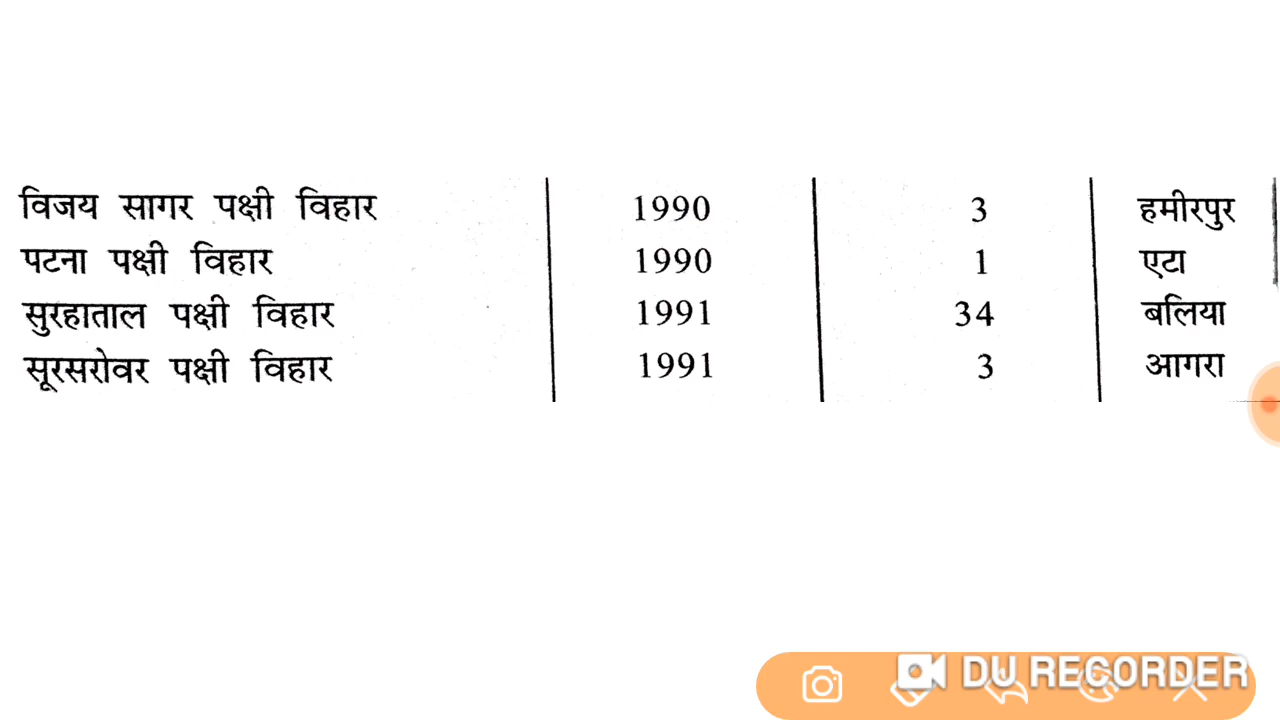 विजय सागर पक्षी विहार 1990 3 हमीरपुर
पटना पक्षी विहार 1990 1 एटा
सुरहाताल पक्षी विहार 1991 34 बलिया
सूरसरोवर पक्षी विहार 1991 3 आगरा
DU RECORDER